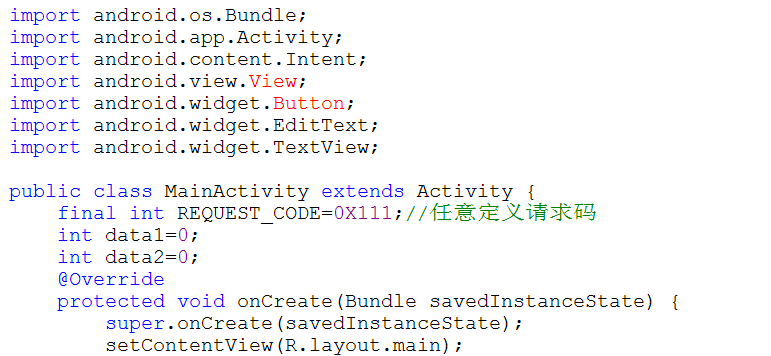 import android.os.Bundle;
import android.app.Activity;
import android.content.Intent;
import android.view.View;
import android.widget.Button;
import android.widget.EditText;
import android.widget.TextView;

public class MainActivity extends Activity {
    final int REQUEST_CODE=0X111;//任意定义请求码
    int data1=0;
    int data2=0;
    @Override
    protected void onCreate(Bundle savedInstanceState) {
        super.onCreate(savedInstanceState);
        setContentView(R.layout.main);